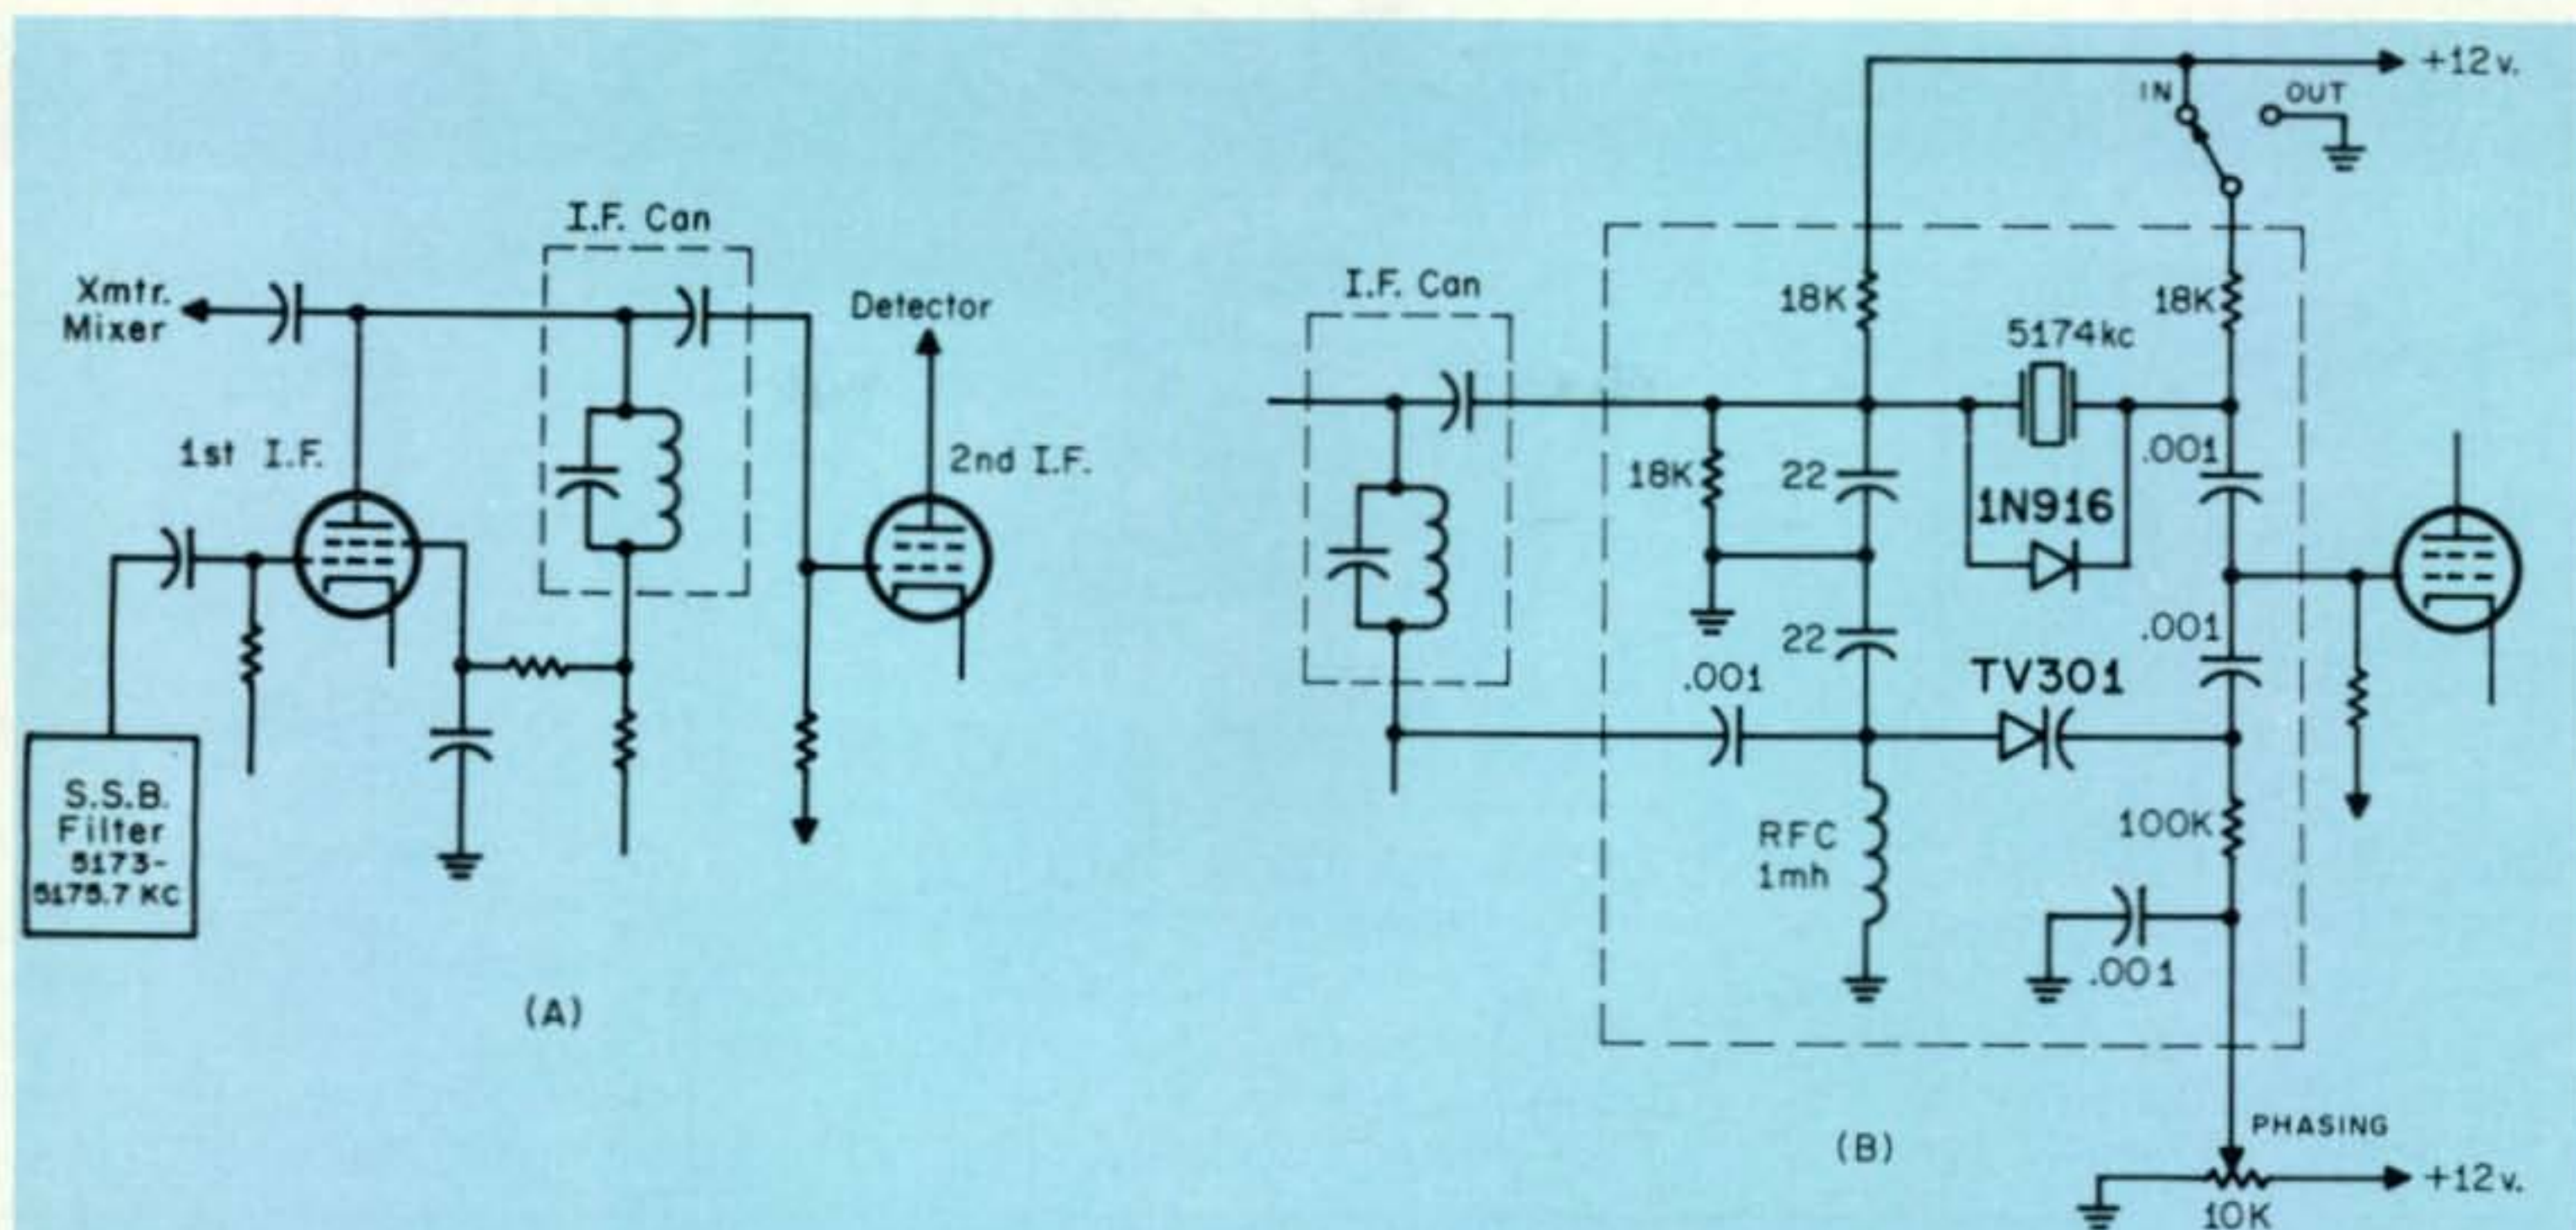 I.F. Can
Xmtr.
Mixer
Detector
1st I.F.
2nd I.F.
S.S.B.
Filter
5173-
5175.7 KC
(A)
+12v.
IN
OUT
I.F. Can
18K
18K
5174kc
18K
22
.001
1N916
22
.001
.001
TV301
100K
RFC
1mh
.001
PHASING
(B)
+12v.
10K